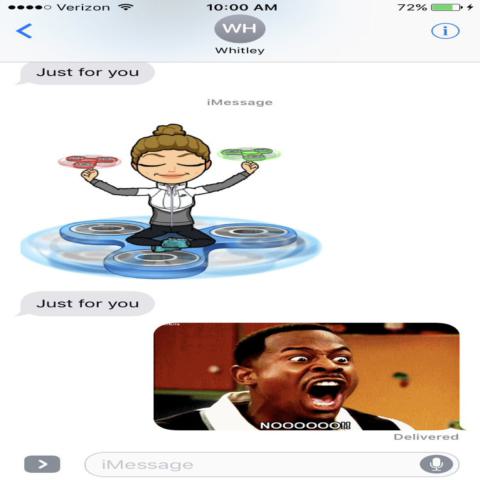 Verizon
10:00 AM
72%
WH
Whitley
Just for you
iMessage
Just for you
NOOOOOO!!
Delivered
iMessage